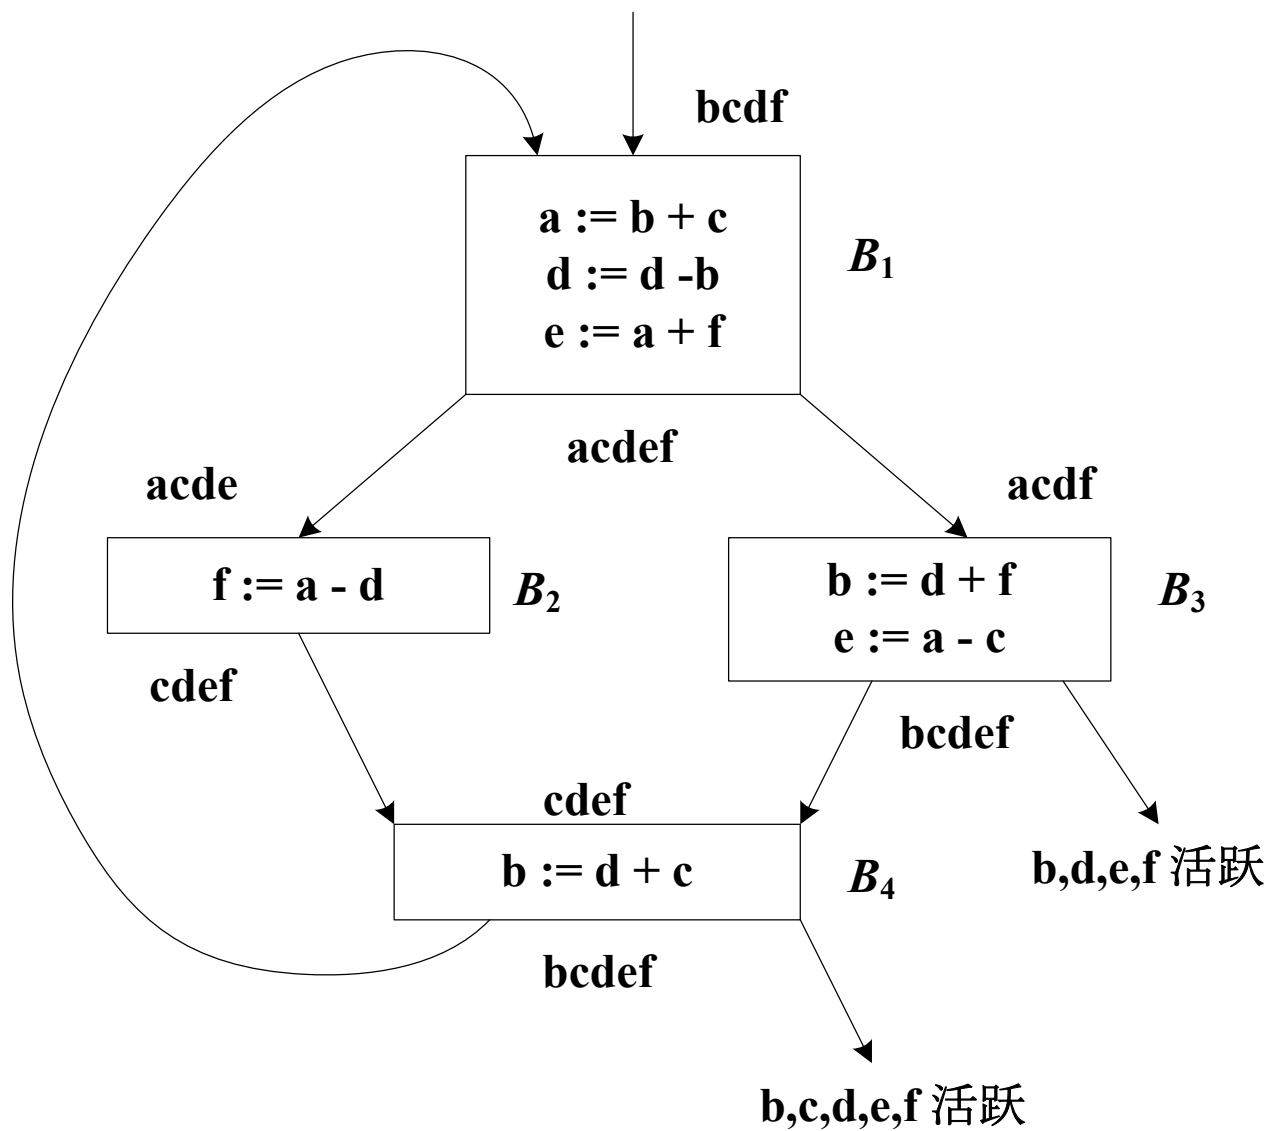 bcdf
a := b + c
d := d -b
e := a + f
B1
acdef
acde
acdf
f := a - d
B2
b := d + f
e := a - c
B3
cdef
bcdef
cdef
b := d + c
B4
b,d,e,f 活跃
bcdef
b,c,d,e,f 活跃